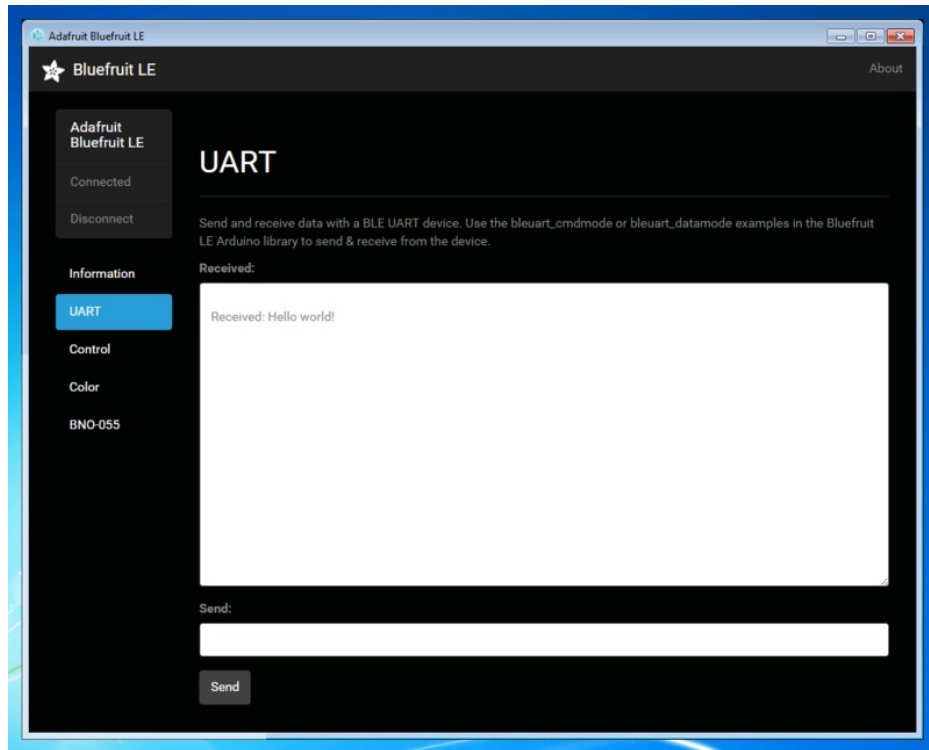 Adafruit Bluefruit LE
Bluefruit LE
About
Adafruit
Bluefruit LE
Connected
Disconnect
Information
UART
Control
Color
BNO-055
UART
Send and receive data with a BLE UART device. Use the bleuart_cmdmode or bleuart_datamode examples in the Bluefruit
LE Arduino library to send & receive from the device.
Received:
Received: Hello world!
Send:
Send